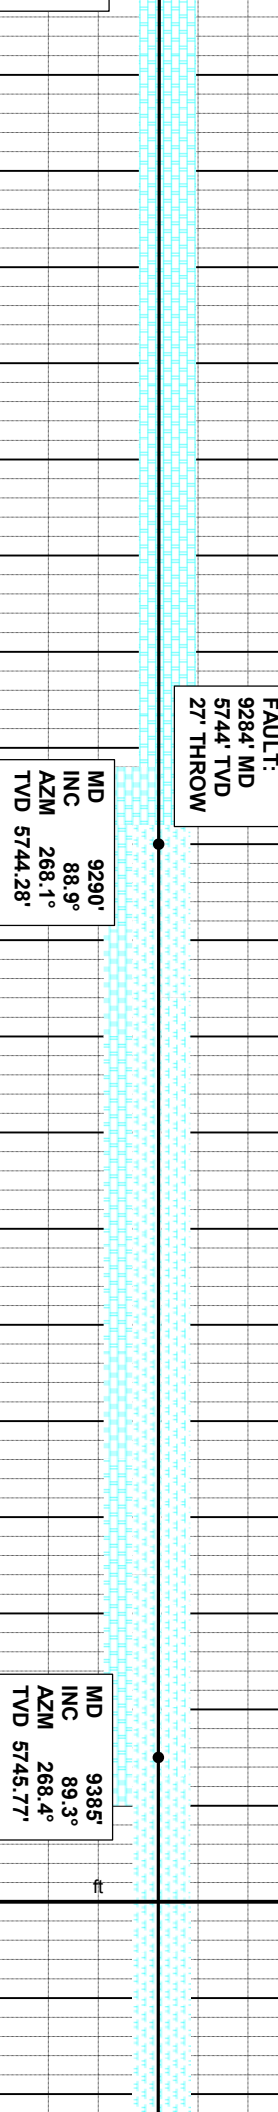 FAULT:
9284' MD
5744' TVD
27' THROW
MD 9290'
INC 88.9°
AZM 268.1°
TVD 5744.28'
MD 9385'
INC 89.3°
AZM 268.4°
TVD 5745.77'
ft